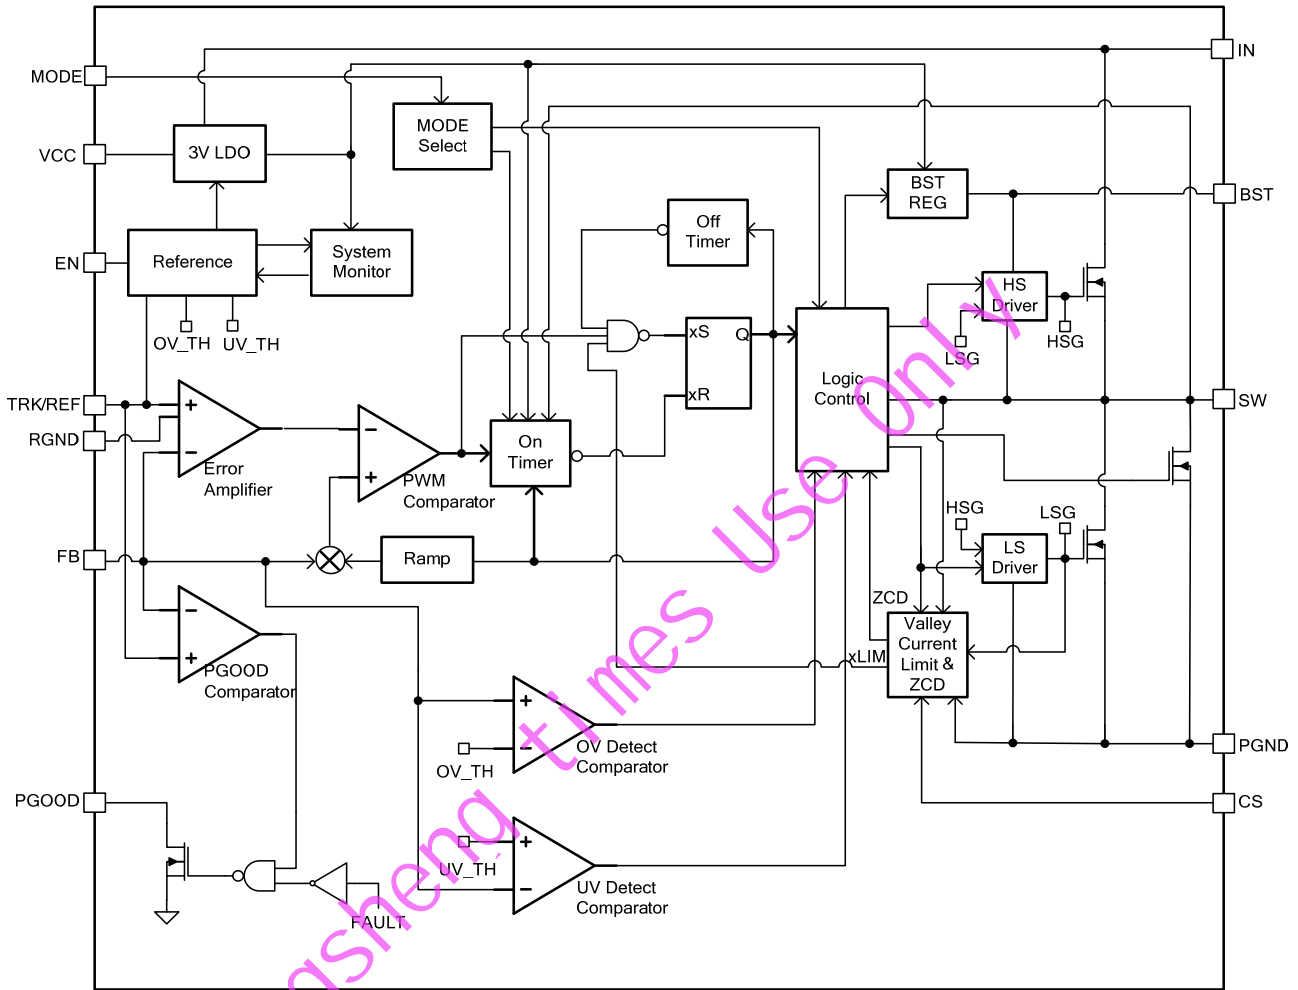 IN
MODE
MODE
Select
3V LDO
VCC
BST
REG
BST
Off
Timer
EN
Reference
System
Monitor
HS
Driver
OV_TH
UV_TH
LSG
HSG
xS
Q
xR
Logic
Control
TRK/REF
+
RGND
−
Error
Amplifier
−
+
PWM
Comparator
On
Timer
SW
HSG
LSG
FB
Ramp
LS
Driver
ZCD
xLIM
Valley
Current
Limit &
ZCD
−
+
PGOOD
Comparator
+
−
OV_TH
OV Detect
Comparator
PGND
PGOOD
CS
+
−
UV_TH
UV Detect
Comparator
FAULT
times Use Only